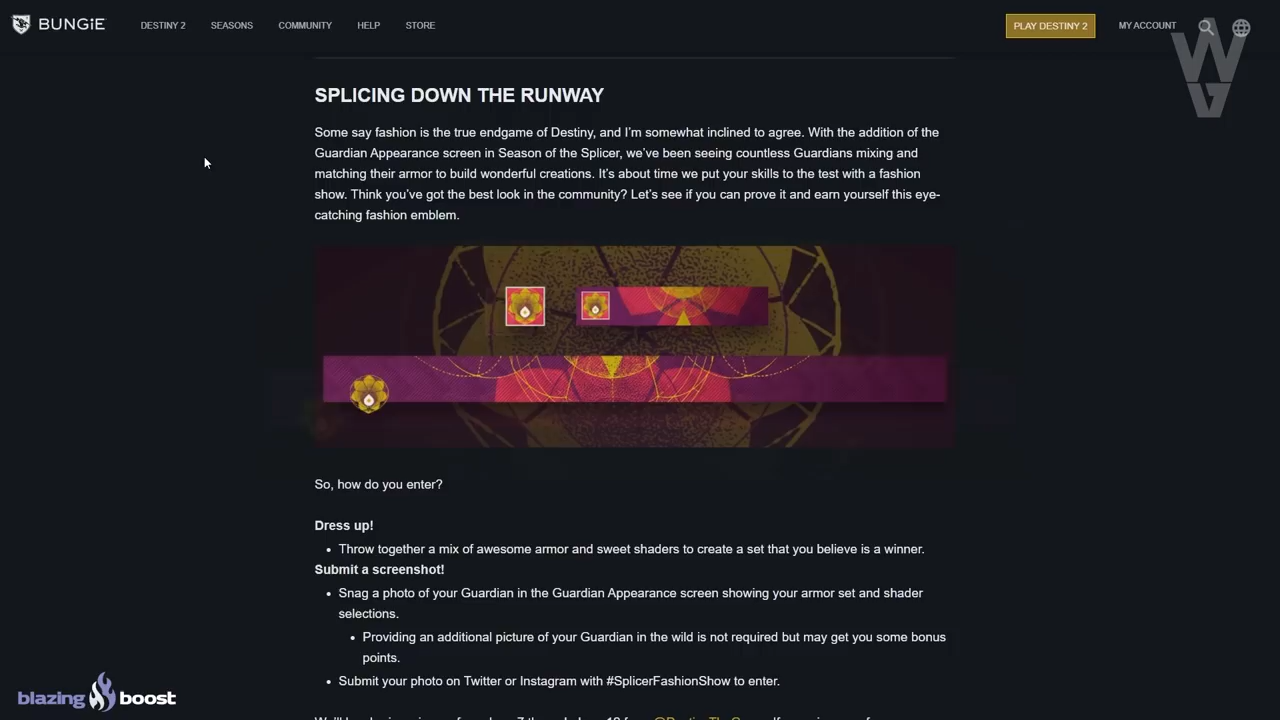 BUNGiE
DESTINY 2
SEASONS
COMMUNITY
HELP
STORE
PLAY DESTINY 2
MY ACCOUNT
SPLICING DOWN THE RUNWAY
Some say fashion is the true endgame of Destiny, and I'm somewhat inclined to agree. With the addition of the
Guardian Appearance screen in Season of the Splicer, we've been seeing countless Guardians mixing and
matching their armor to build wonderful creations. It's about time we put your skills to the test with a fashion
show. Think you've got the best look in the community? Let's see if you can prove it and earn yourself this eye-
catching fashion emblem.
So, how do you enter?
Dress up!
• Throw together a mix of awesome armor and sweet shaders to create a set that you believe is a winner.
Submit a screenshot!
• Snag a photo of your Guardian in the Guardian Appearance screen showing your armor set and shader
selections.
• Providing an additional picture of your Guardian in the wild is not required but may get you some bonus
points.
• Submit your photo on Twitter or Instagram with #SplicerFashionShow to enter.
blazing boost